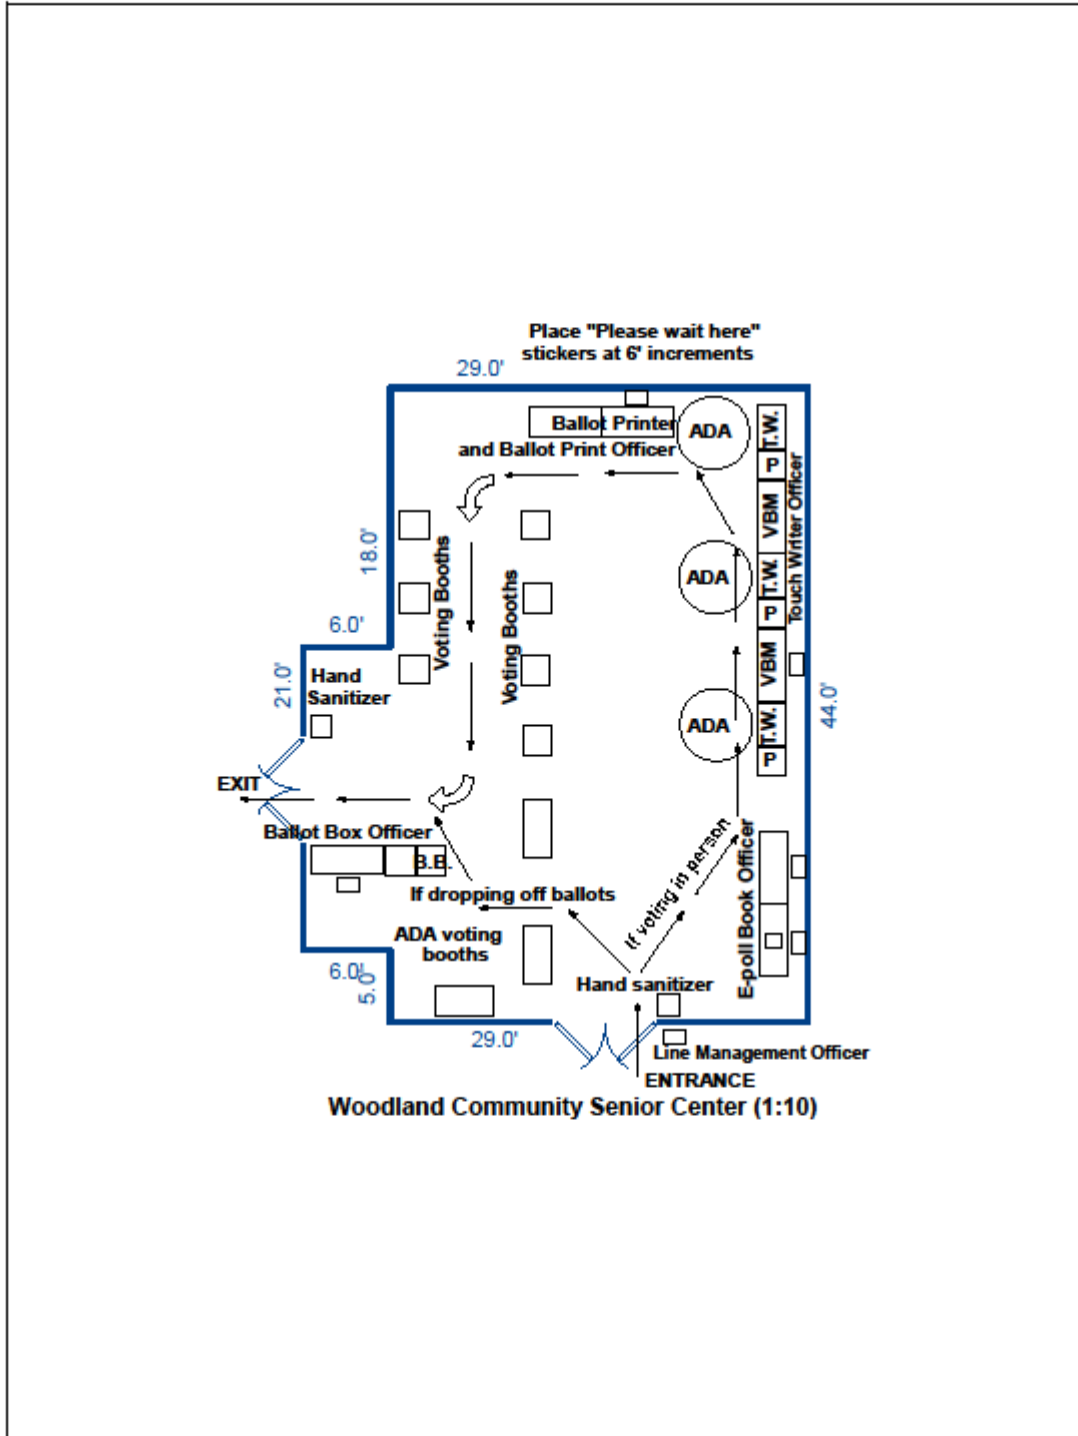 Place "Please wait here"
stickers at 6' increments
29.0'
Ballot Printer
ADA
and Ballot Print Officer
T.W.
P
VBM
T.W.
P
VBM
T.W.
P
Touch Writer Officer
18.0'
Voting Booths
Voting Booths
ADA
6.0'
21.0'
Hand
Sanitizer
44.0'
ADA
EXIT
Ballot Box Officer
B.B.
If dropping off ballots
If voting in person
E-poll Book Officer
ADA voting
booths
6.0'
5.0'
Hand sanitizer
29.0'
Line Management Officer
ENTRANCE
Woodland Community Senior Center (1:10)